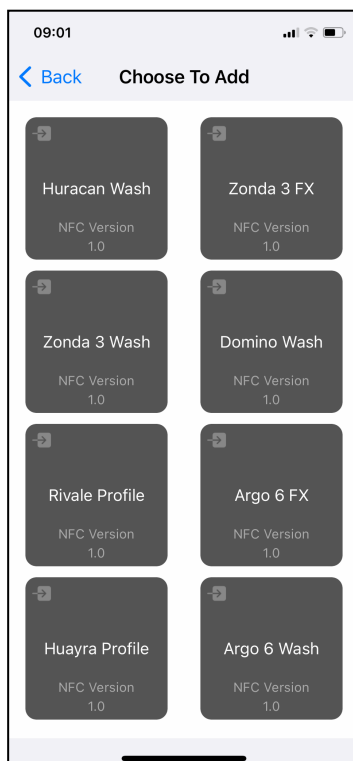 09:01
Back
Choose To Add
Huracan Wash
NFC Version
1.0
Zonda 3 FX
NFC Version
1.0
Zonda 3 Wash
NFC Version
1.0
Domino Wash
NFC Version
1.0
Rivale Profile
NFC Version
1.0
Argo 6 FX
NFC Version
1.0
Huayra Profile
NFC Version
1.0
Argo 6 Wash
NFC Version
1.0